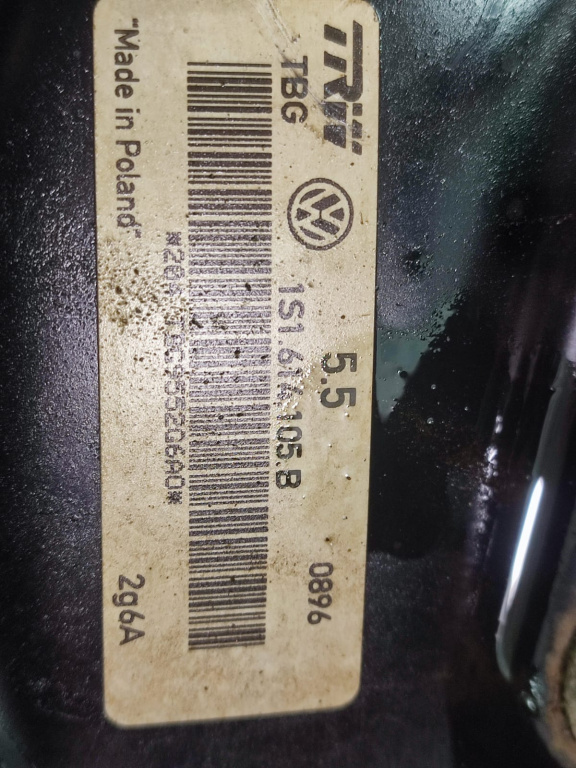 TRW
5.5
0896
TBG
1S1.614.105.B
"Made in Poland"
2g6A